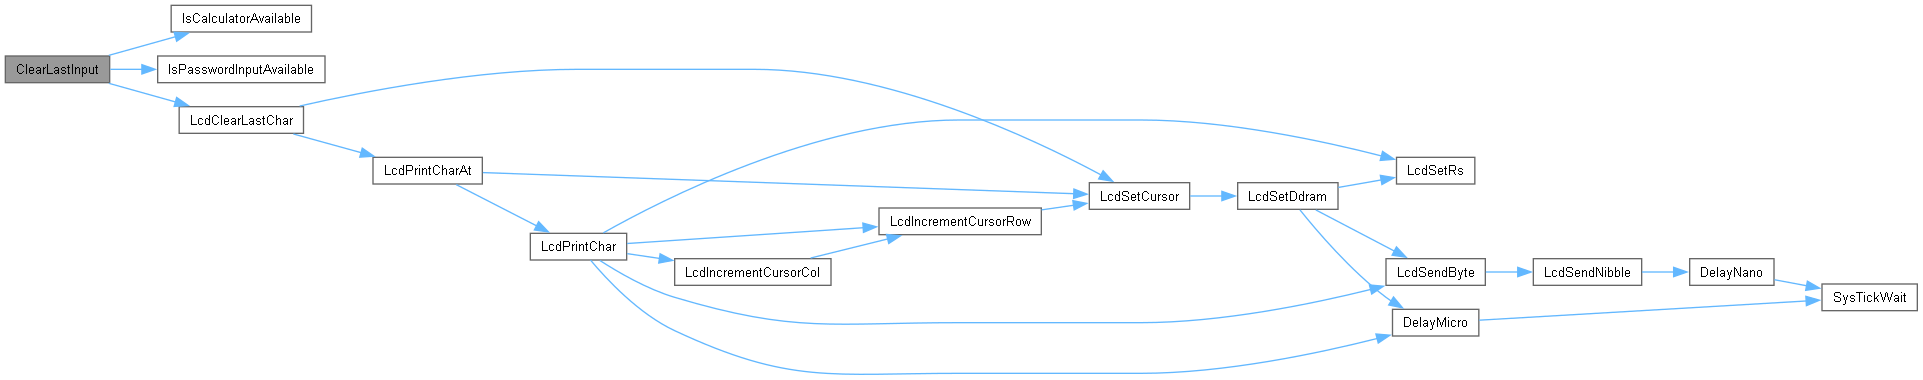 IsCalculatorAvailable
ClearLastInput
IsPasswordInputAvailable
LcdClearLastChar
LcdPrintCharAt
LcdSetRs
LcdSetCursor
LcdSetDdram
LcdIncrementCursorRow
LcdPrintChar
LcdIncrementCursorCol
LcdSendByte
LcdSendNibble
DelayNano
SysTickWait
DelayMicro